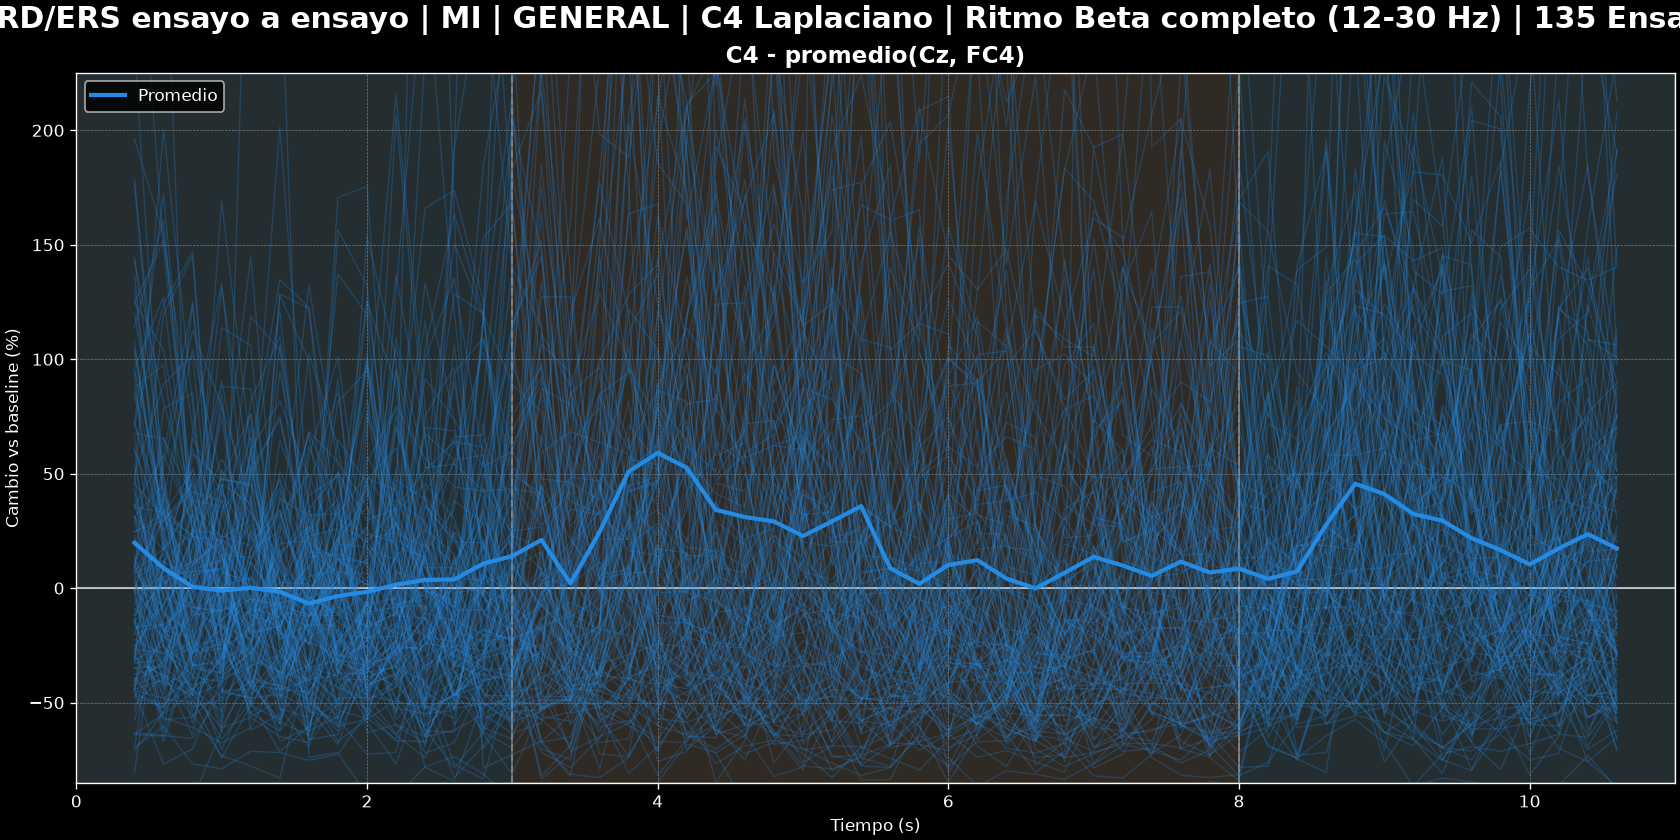 RD/ERS ensayo a ensayo | MI | GENERAL | C4 Laplaciano | Ritmo Beta completo (12-30 Hz) | 135 Ensa
C4 - promedio(Cz, FC4)
Promedio
Cambio vs baseline (%)
200
150
100
50
0
−50
0 2 4 6 8 10
Tiempo (s)